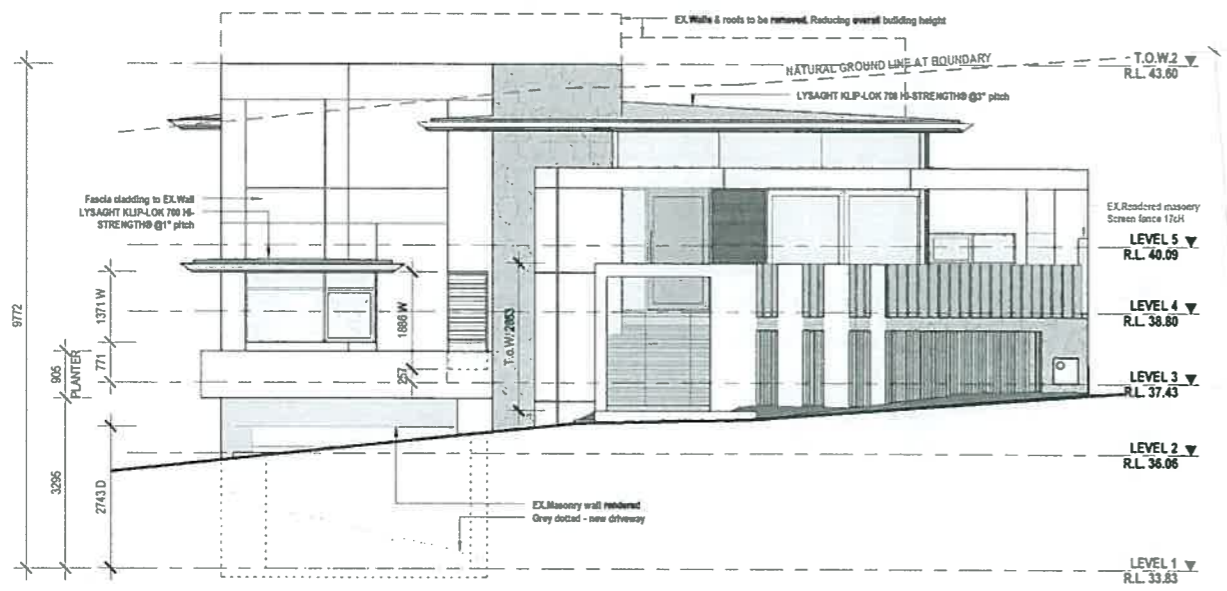 EX.Walls & roofs to be removed. Reducing overall building height
NATURAL GROUND LINE AT BOUNDARY
T.O.W.2
R.L. 43.60
LYSAGHT KLIP-LOK 700 HI-STRENGTH® @3° pitch
Fascia cladding to EX.Wall
LYSAGHT KLIP-LOK 700 HI-
STRENGTH® @1° pitch
EX.Rendered masonry
Screen fence 17cH
LEVEL 5
R.L. 40.09
LEVEL 4
R.L. 38.80
LEVEL 3
R.L. 37.43
LEVEL 2
R.L. 36.06
LEVEL 1
R.L. 33.83
9772
905
PLANTER
3295
1371 W
771
2743 D
257
T.o.W/2853
EX.Masonry wall rendered
Grey dotted - new driveway